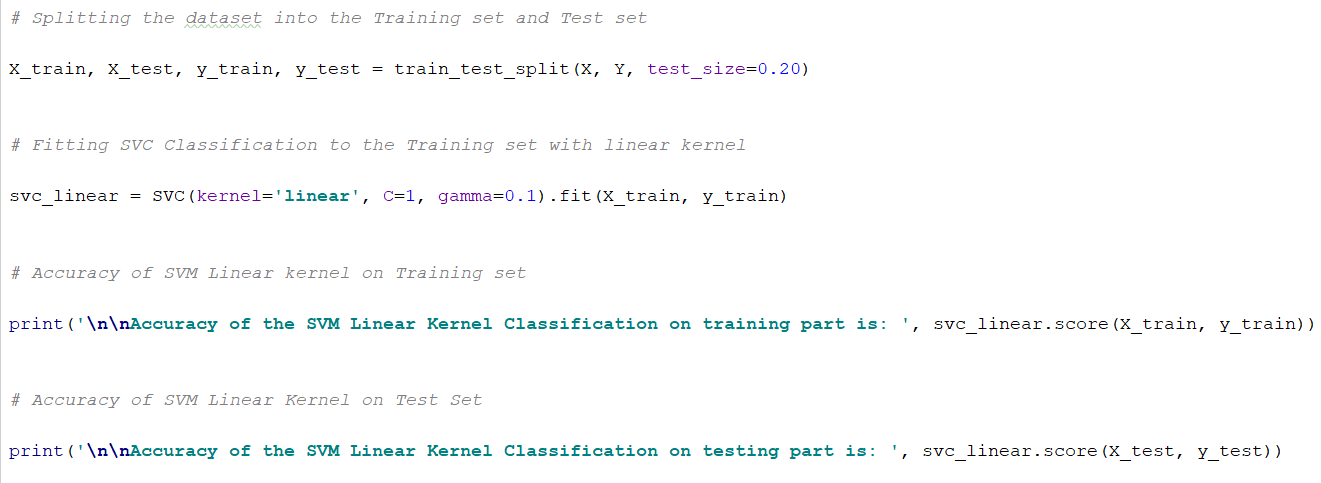 # Splitting the dataset into the Training set and Test set
X_train, X_test, y_train, y_test = train_test_split(X, Y, test_size=0.20)
# Fitting SVC Classification to the Training set with linear kernel
svc_linear = SVC(kernel='linear', C=1, gamma=0.1).fit(X_train, y_train)
# Accuracy of SVM Linear kernel on Training set
print('\n\nAccuracy of the SVM Linear Kernel Classification on training part is: ', svc_linear.score(X_train, y_train))
# Accuracy of SVM Linear Kernel on Test Set
print('\n\nAccuracy of the SVM Linear Kernel Classification on testing part is: ', svc_linear.score(X_test, y_test))